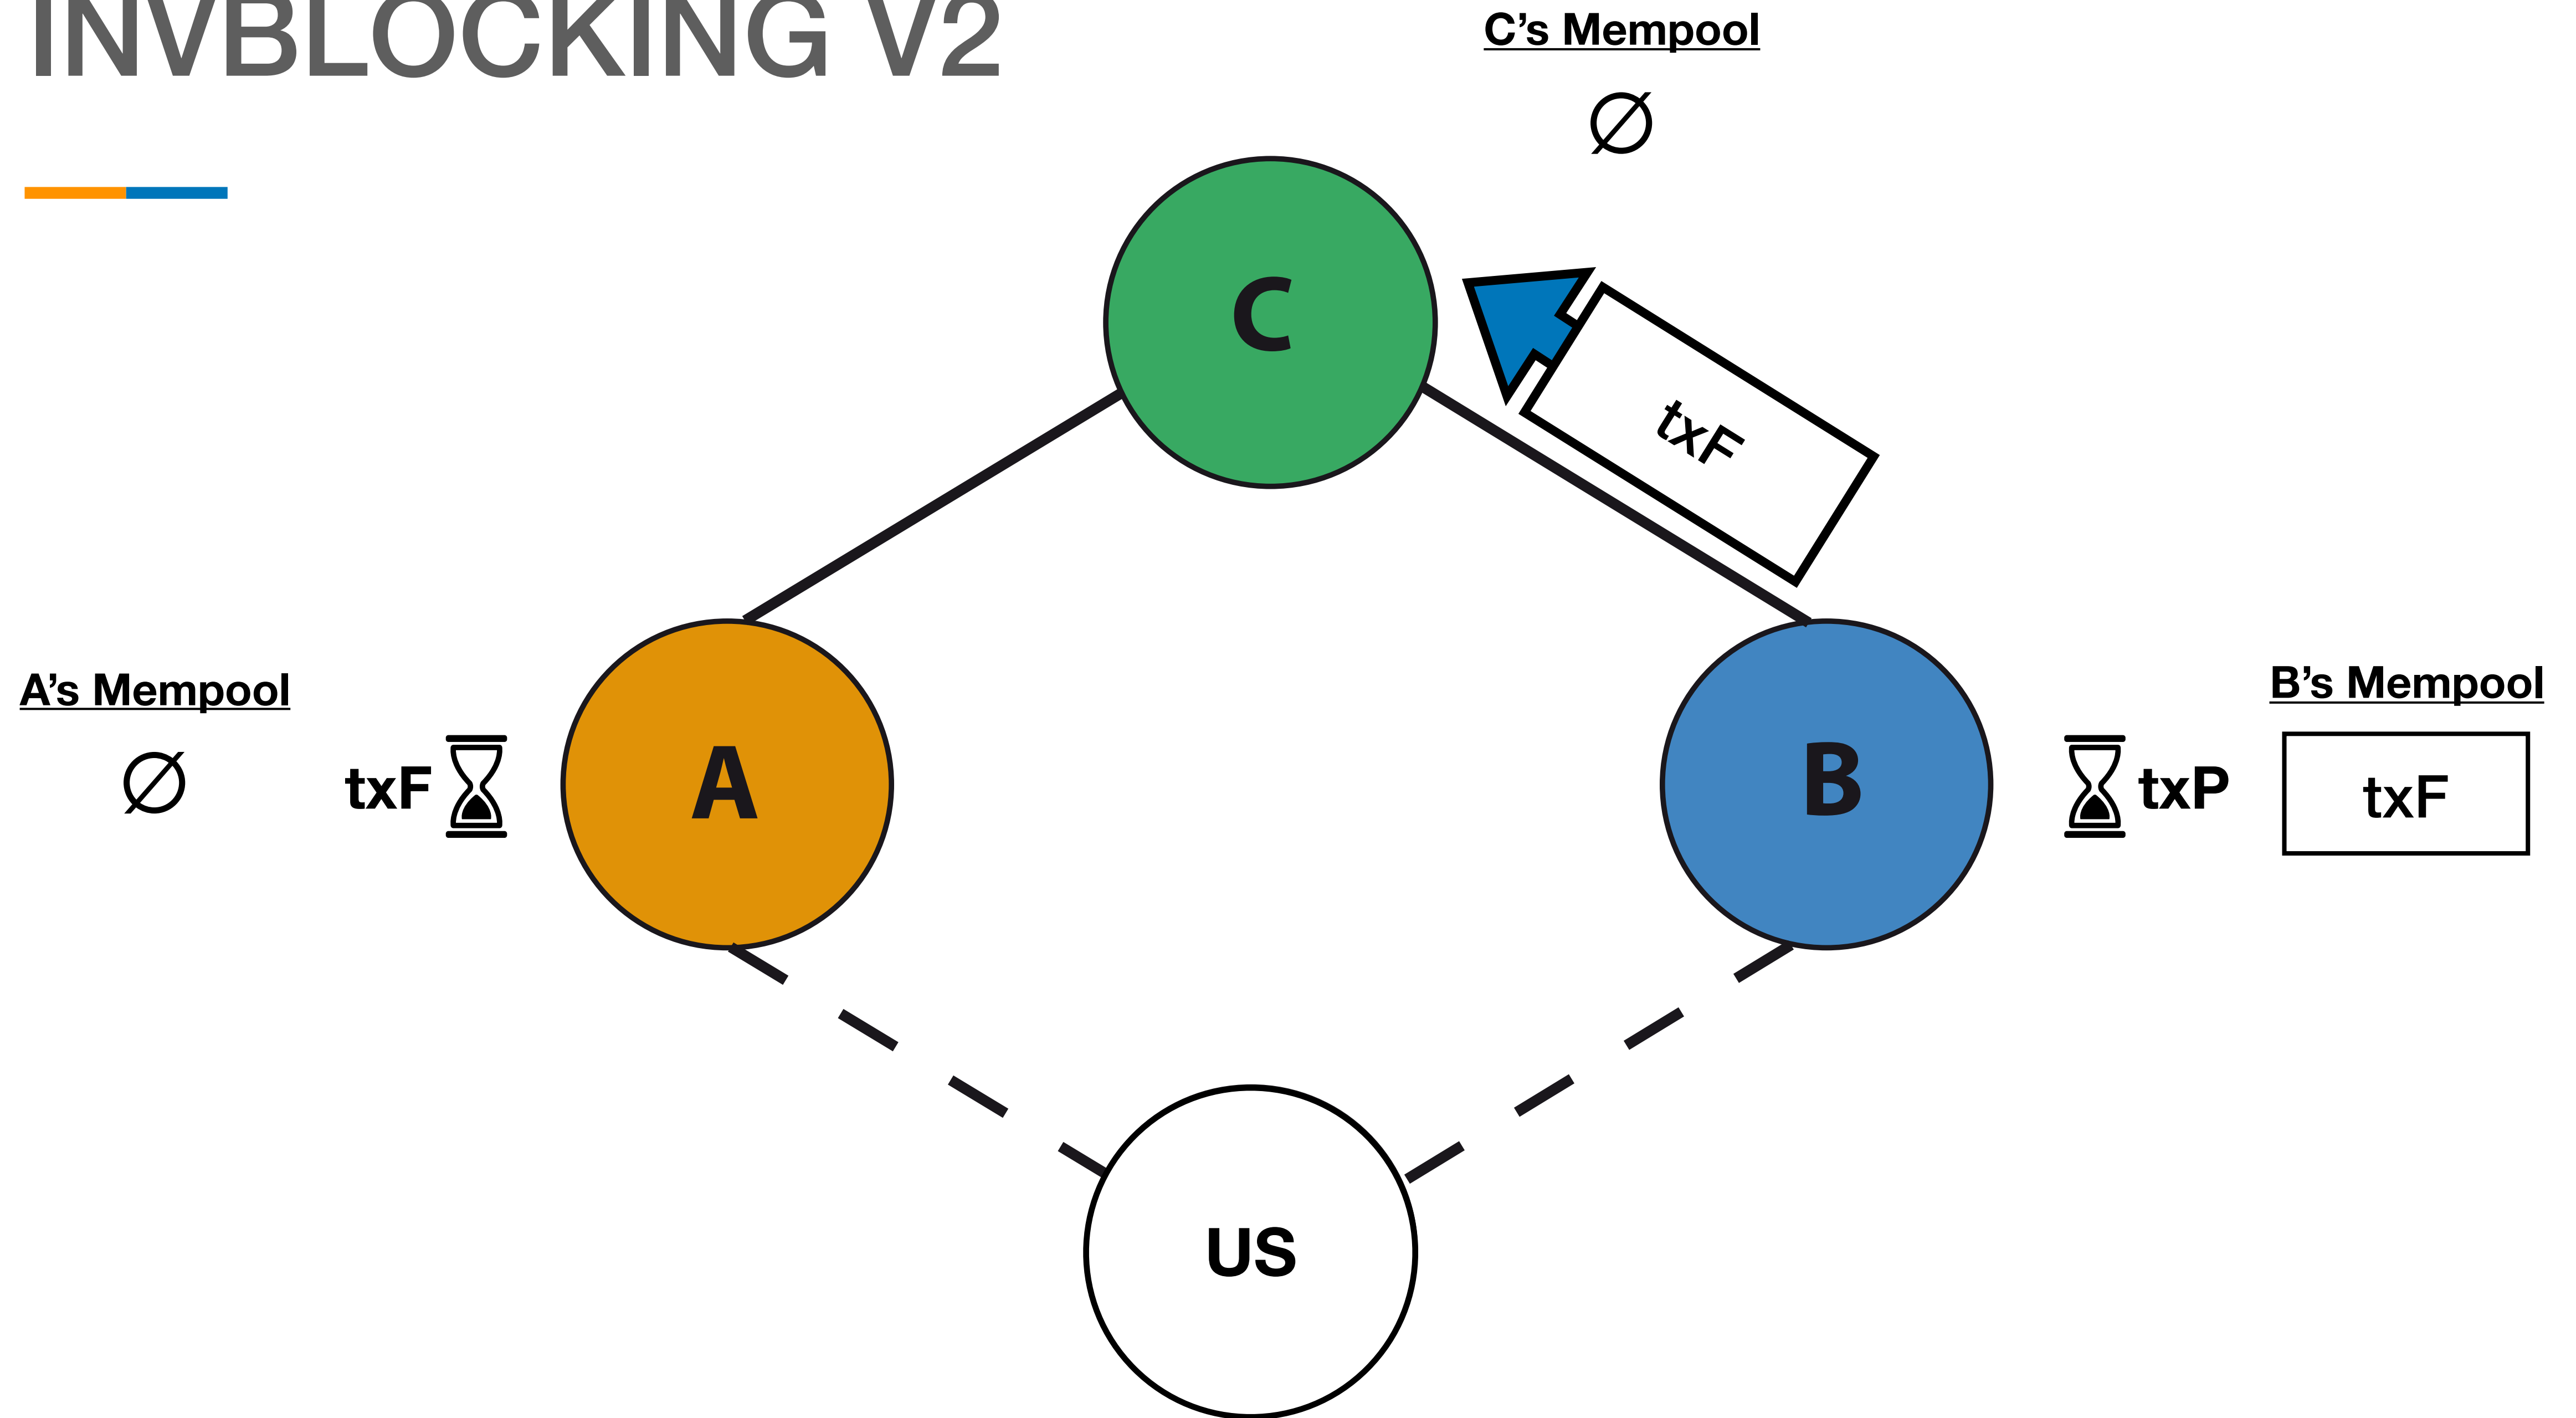 INVBLOCKING V2
C's Mempool
∅
C
txF
A's Mempool
∅
txF
A
B
txP
B's Mempool
txF
US